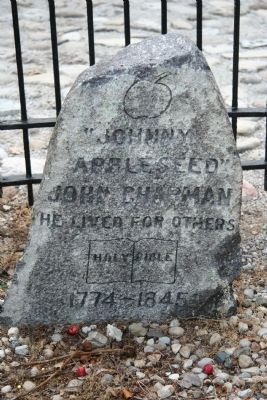 "JOHNNY
APPLESEED"
JOHN CHAPMAN
HE LIVED FOR OTHERS
HOLY BIBLE
1774-1845